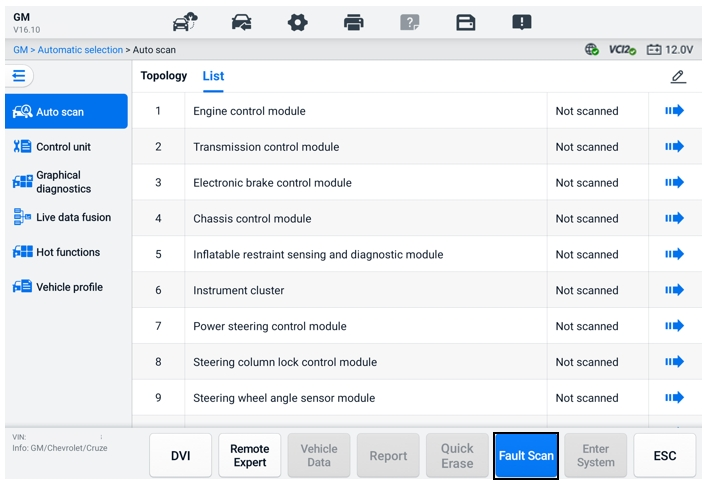 GM
V16.10
GM > Automatic selection > Auto scan
VCI2
12.0V
Topology
List
Auto scan
Control unit
Graphical
diagnostics
Live data fusion
Hot functions
Vehicle profile
1 Engine control module Not scanned
2 Transmission control module Not scanned
3 Electronic brake control module Not scanned
4 Chassis control module Not scanned
5 Inflatable restraint sensing and diagnostic module Not scanned
6 Instrument cluster Not scanned
7 Power steering control module Not scanned
8 Steering column lock control module Not scanned
9 Steering wheel angle sensor module Not scanned
VIN: :
Info: GM/Chevrolet/Cruze
DVI
Remote
Expert
Vehicle
Data
Report
Quick
Erase
Fault Scan
Enter
System
ESC